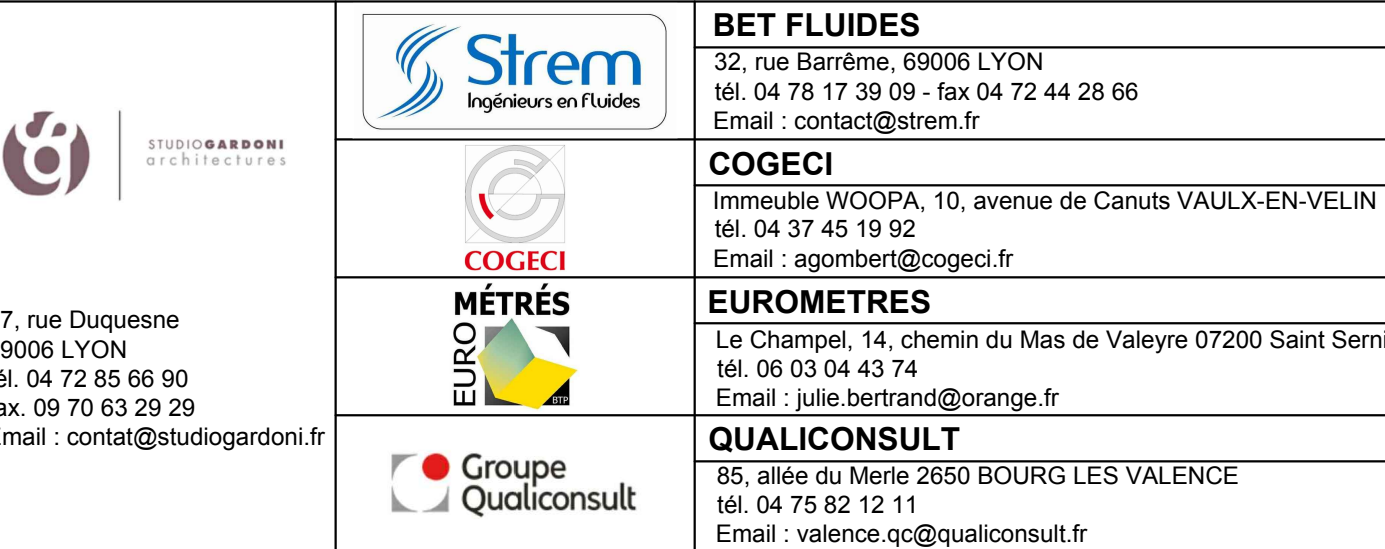 STUDIOGARDONI
architectures
7, rue Duquesne
9006 LYON
él. 04 72 85 66 90
ax. 09 70 63 29 29
Email : contat@studiogardoni.fr
Strem
Ingénieurs en Fluides
BET FLUIDES
32, rue Barrême, 69006 LYON
tél. 04 78 17 39 09 - fax 04 72 44 28 66
Email : contact@strem.fr
COGECI
COGECI
Immeuble WOOPA, 10, avenue de Canuts VAULX-EN-VELIN
tél. 04 37 45 19 92
Email : agombert@cogeci.fr
MÉTRÉS
EURO
BTP
EUROMETRES
Le Champel, 14, chemin du Mas de Valeyre 07200 Saint Serni
tél. 06 03 04 43 74
Email : julie.bertrand@orange.fr
Groupe
Qualiconsult
QUALICONSULT
85, allée du Merle 2650 BOURG LES VALENCE
tél. 04 75 82 12 11
Email : valence.qc@qualiconsult.fr